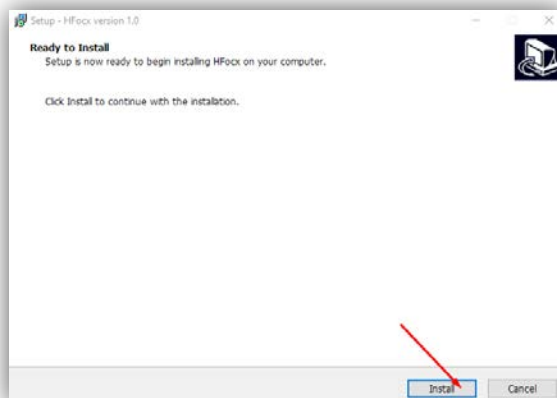 Setup - HFocx version 1.0
Ready to Install
Setup is now ready to begin installing HFocx on your computer.
Click Install to continue with the installation.
Install
Cancel